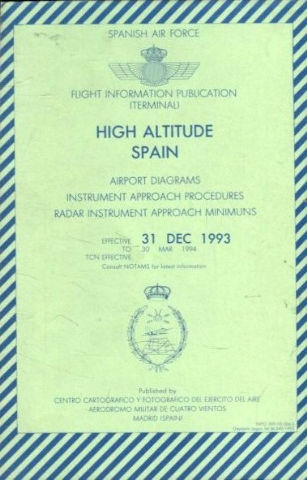 SPANISH AIR FORCE
FLIGHT INFORMATION PUBLICATION
(TERMINAL)
HIGH ALTITUDE
SPAIN
AIRPORT DIAGRAMS
INSTRUMENT APPROACH PROCEDURES
RADAR INSTRUMENT APPROACH MINIMUNS
EFFECTIVE 31 DEC 1993
TO 30 MAR 1994
TCN EFFECTIVE
Consult NOTAMS for latest information
Published by
CENTRO CARTOGRAFICO Y FOTOGRAFICO DEL EJERCITO DEL AIRE
AERODROMO MILITAR DE CUATRO VIENTOS
MADRID (SPAIN)